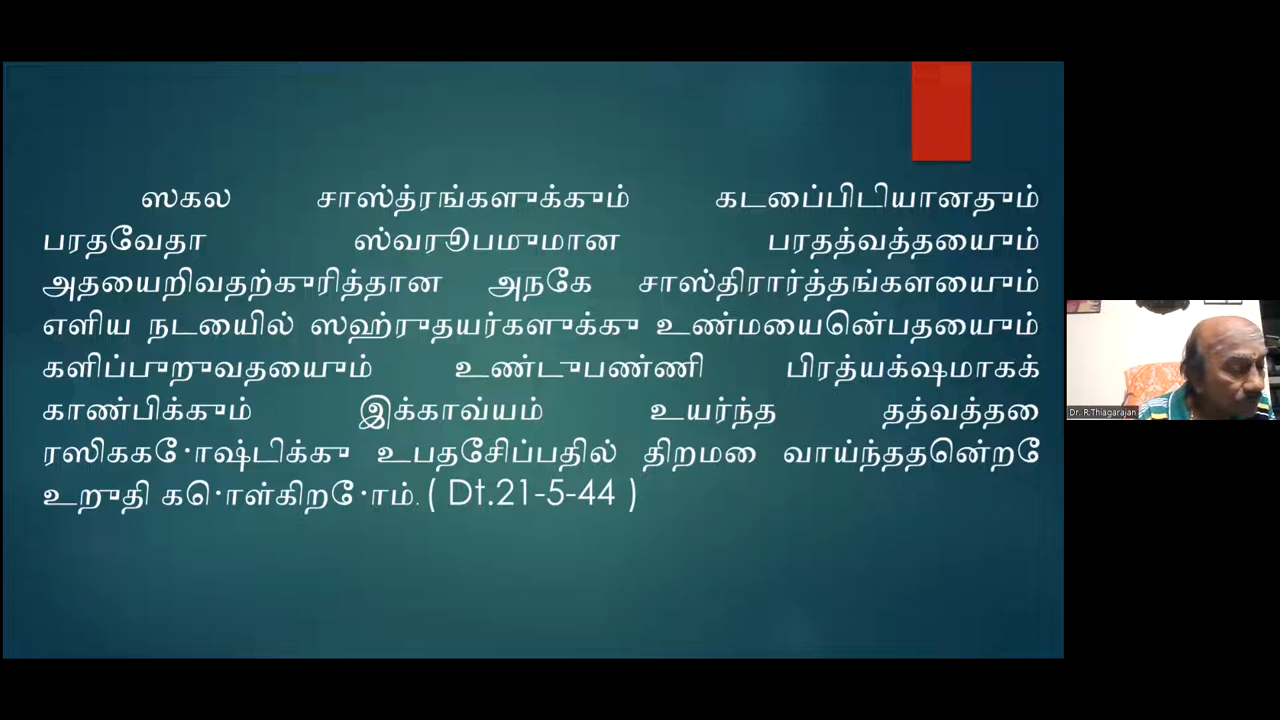 ஸகல சாஸ்த்ரங்களுக்கும் கடைப்பிடியானதும்
பரதவேதா ஸ்வரூபமுமான பரதத்வத்தையும்
அதையறிவதற்குரித்தான அநேக சாஸ்திரார்த்தங்களையும்
எளிய நடையில் ஸஹ்ருதயர்களுக்கு உண்மையென்பதையும்
களிப்புறுவதையும் உண்டுபண்ணி பிரத்யக்ஷமாகக்
காண்பிக்கும் இக்காவ்யம் உயர்ந்த தத்வத்தை
ரஸிககோஷ்டிக்கு உபதேசிப்பதில் திறமை வாய்ந்ததென்றே
உறுதி கொள்கிறோம். ( Dt.21-5-44 )
Dr. R.Thiagarajan